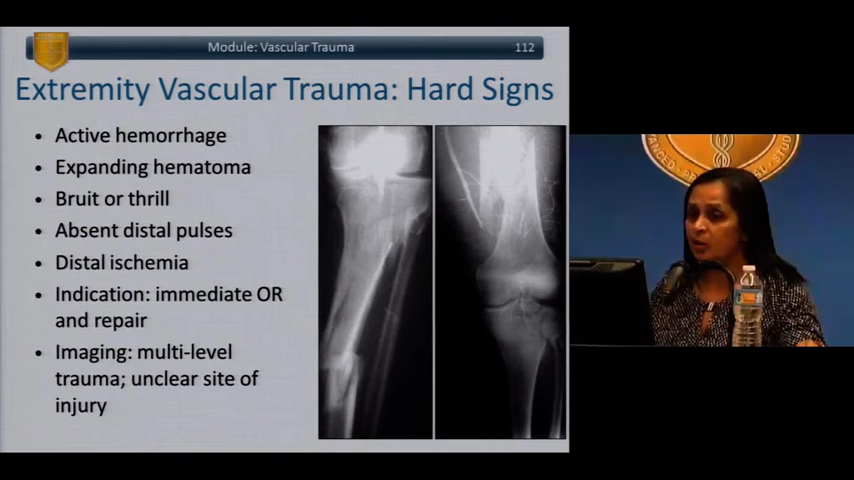 Module: Vascular Trauma
112
Extremity Vascular Trauma: Hard Signs
• Active hemorrhage
• Expanding hematoma
• Bruit or thrill
• Absent distal pulses
• Distal ischemia
• Indication: immediate OR
and repair
• Imaging: multi-level
trauma; unclear site of
injury